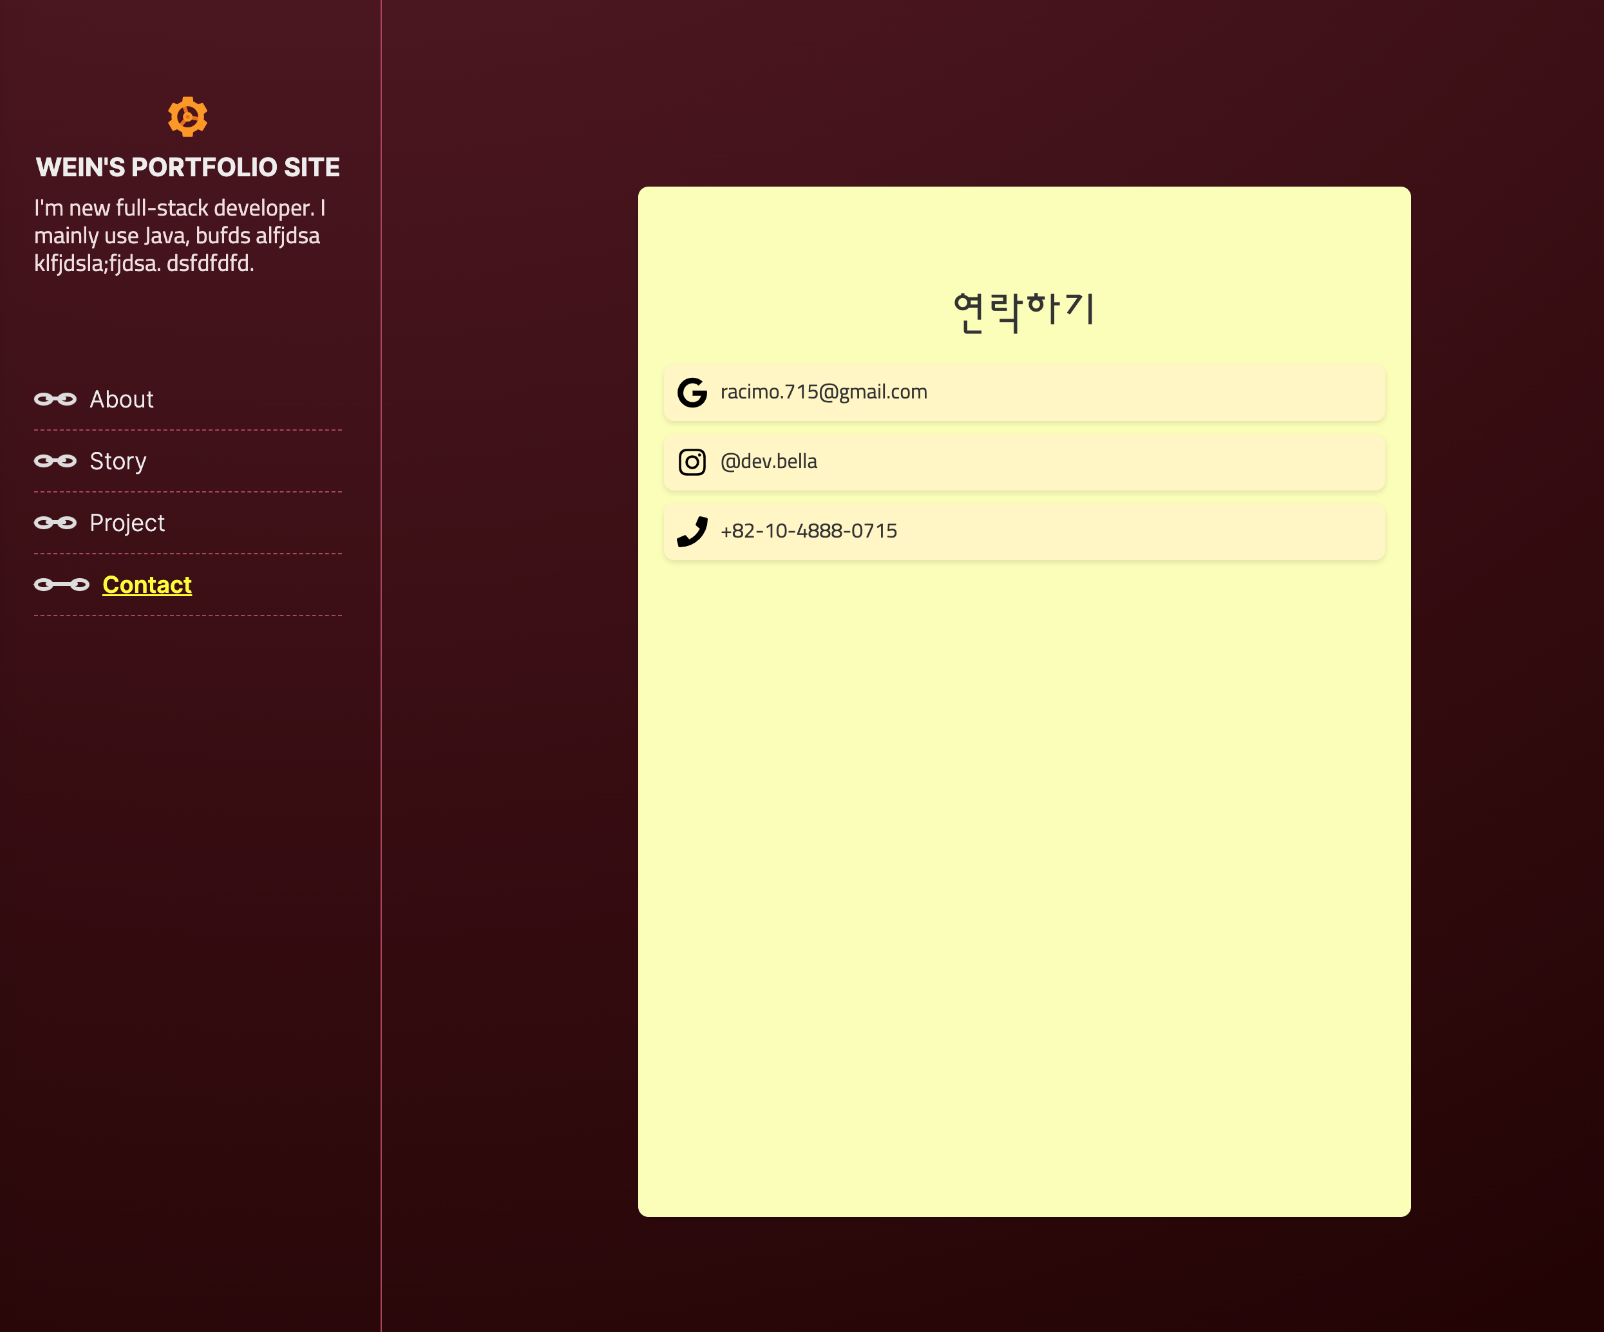 WEIN'S PORTFOLIO SITE
I'm new full-stack developer. I
mainly use Java, bufds alfjdsa
klfjdsla;fjdsa. dsfdfdfd.
About
Story
Project
Contact
연락하기
racimo.715@gmail.com
@dev.bella
+82-10-4888-0715